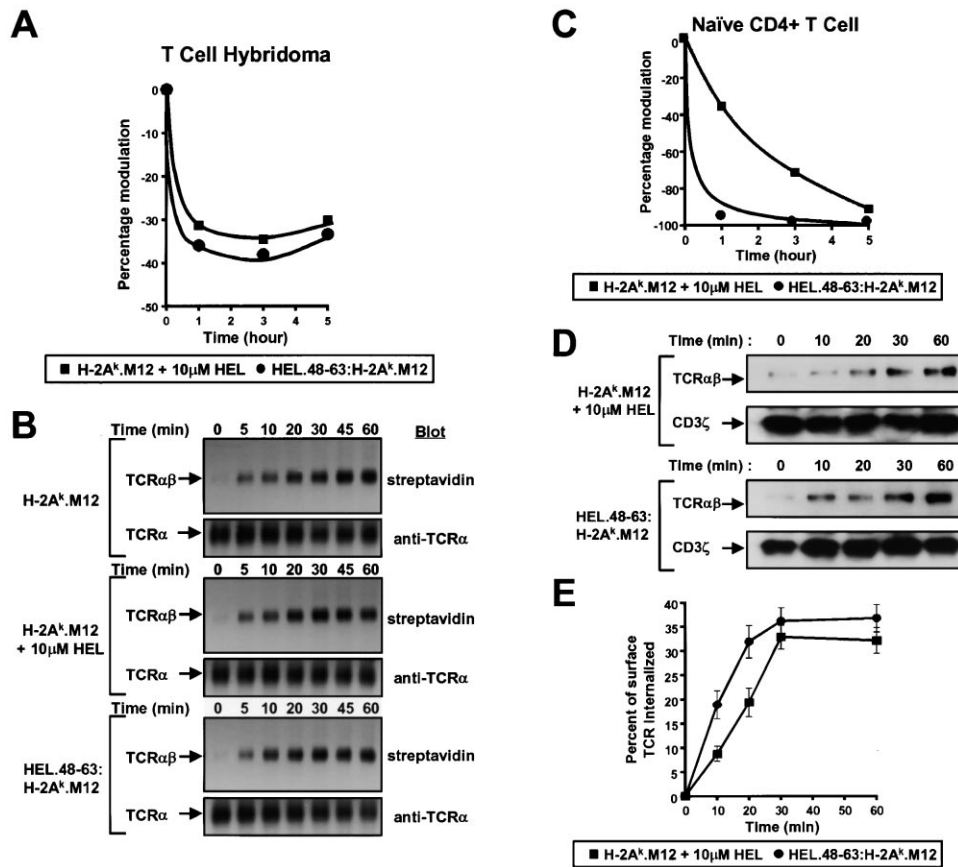 A
T Cell Hybridoma
Percentage modulation
0
-10
-20
-30
-40
-50
0 1 3 5
Time (hour)
■ H-2Aᵏ.M12 + 10µM HEL ● HEL.48-63:H-2Aᵏ.M12
B
Time (min) 0 5 10 20 30 45 60 Blot
H-2Aᵏ.M12
TCRαβ streptavidin
TCRα anti-TCRα
Time (min) 0 5 10 20 30 45 60
H-2Aᵏ.M12
+ 10µM HEL
TCRαβ streptavidin
TCRα anti-TCRα
Time (min) 0 5 10 20 30 45 60
HEL.48-63:
H-2Aᵏ.M12
TCRαβ streptavidin
TCRα anti-TCRα
C
Naïve CD4+ T Cell
Percentage modulation
0
-20
-40
-60
-80
-100
0 1 3 5
Time (hour)
■ H-2Aᵏ.M12 + 10µM HEL ● HEL.48-63:H-2Aᵏ.M12
D
Time (min) : 0 10 20 30 60
H-2Aᵏ.M12
+ 10µM HEL
TCRαβ
CD3ζ
Time (min) : 0 10 20 30 60
HEL.48-63:
H-2Aᵏ.M12
TCRαβ
CD3ζ
E
Percent of surface
TCR Internalized
40
35
30
25
20
15
10
5
0
0 10 20 30 40 50 60
Time (min)
■ H-2Aᵏ.M12 + 10µM HEL ● HEL.48-63:H-2Aᵏ.M12